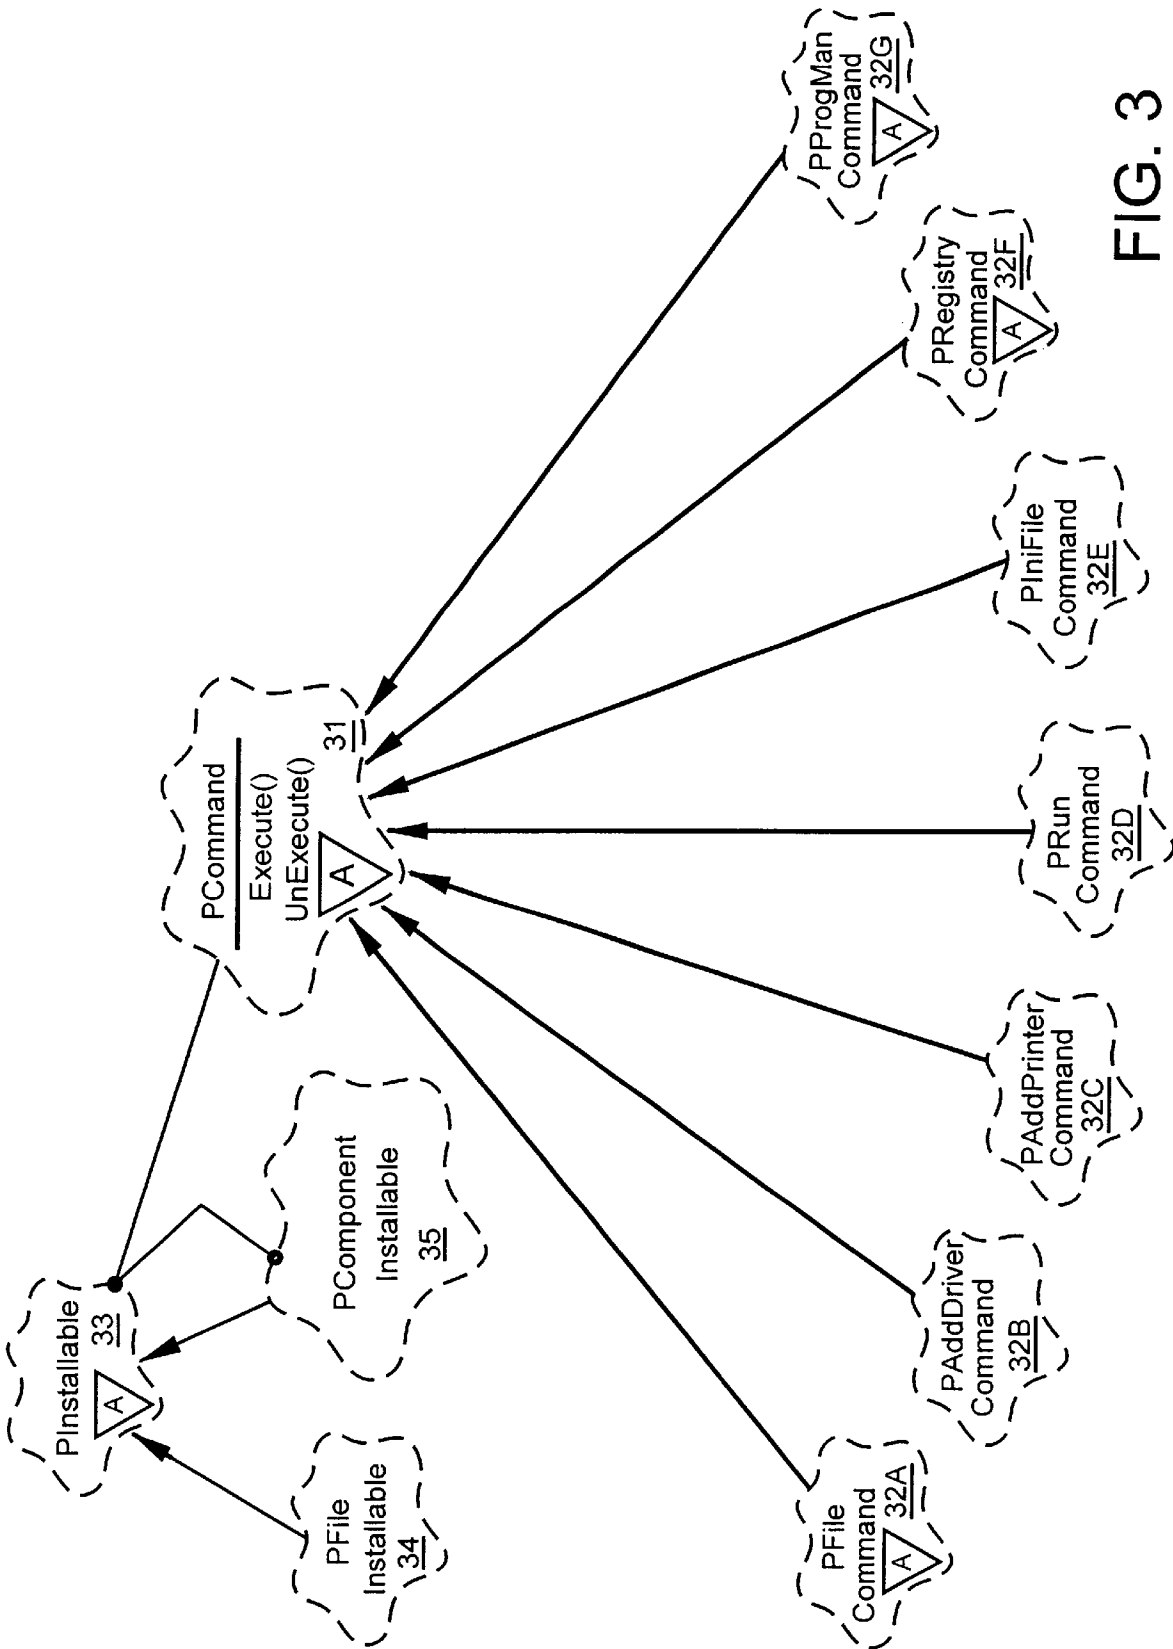 PInstallable
33
A
PFile
Installable
34
PComponent
Installable
35
PCommand
Execute()
UnExecute()
31
A
PFile
Command
32A
A
PAddDriver
Command
32B
PAddPrinter
Command
32C
PRun
Command
32D
PIniFile
Command
32E
PRegistry
Command
32F
A
PProgMan
Command
32G
A
FIG. 3